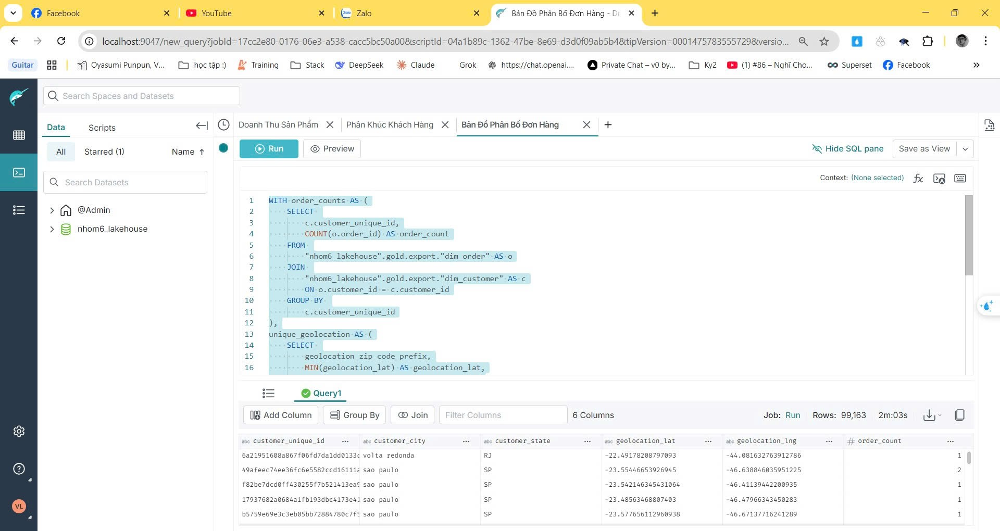 Facebook
YouTube
Zalo
Bản Đồ Phân Bố Đơn Hàng - Dr
localhost:9047/new_query?jobId=17cc2e80-0176-06e3-a538-cacc5bc50a00&scriptId=04a1b89c-1362-47be-8e69-d3d0f09ab5b4&tipVersion=0001475783555729&versio...
Guitar
Oyasumi Punpun, V...
học tập :)
Training
Stack
DeepSeek
Claude
Grok
https://chat.openai....
Private Chat – v0 by...
Ky2
(1) #86 – Nghĩ Cho...
Superset
Facebook
Search Spaces and Datasets
Data
Scripts
Doanh Thu Sản Phẩm
Phân Khúc Khách Hàng
Bản Đồ Phân Bố Đơn Hàng
All
Starred (1)
Name
Run
Preview
Hide SQL pane
Save as View
Search Datasets
Context: (None selected)
@Admin
nhom6_lakehouse
1 WITH order_counts AS (
2 SELECT
3 c.customer_unique_id,
4 COUNT(o.order_id) AS order_count
5 FROM
6 "nhom6_lakehouse".gold.export."dim_order" AS o
7 JOIN
8 "nhom6_lakehouse".gold.export."dim_customer" AS c
9 ON o.customer_id = c.customer_id
10 GROUP BY
11 c.customer_unique_id
12 ),
13 unique_geolocation AS (
14 SELECT
15 geolocation_zip_code_prefix,
16 MIN(geolocation_lat) AS geolocation_lat,
Query1
Add Column
Group By
Join
Filter Columns
6 Columns
Job: Run
Rows: 99,163
2m:03s
abc customer_unique_id ... abc customer_city ... abc customer_state ... abc geolocation_lat ... abc geolocation_lng ... # order_count ...
6a21951608a867f06fd7da1dd0133c volta redonda RJ -22.49178208797093 -44.081632763912786 1
49afeec74ee36fc6e5582ccd16111a sao paulo SP -23.55446653926945 -46.638846035951225 2
f82be7dcd0ff430255f7b521413ea9 sao paulo SP -23.542146345431064 -46.41139442200935 1
17937682a0684a1fb193dbc4173e41 sao paulo SP -23.48563468807403 -46.47966343450283 1
b5759e69e3c3eb05bb72884780c7f5 sao paulo SP -23.577656112960938 -46.67137716241289 1
VL